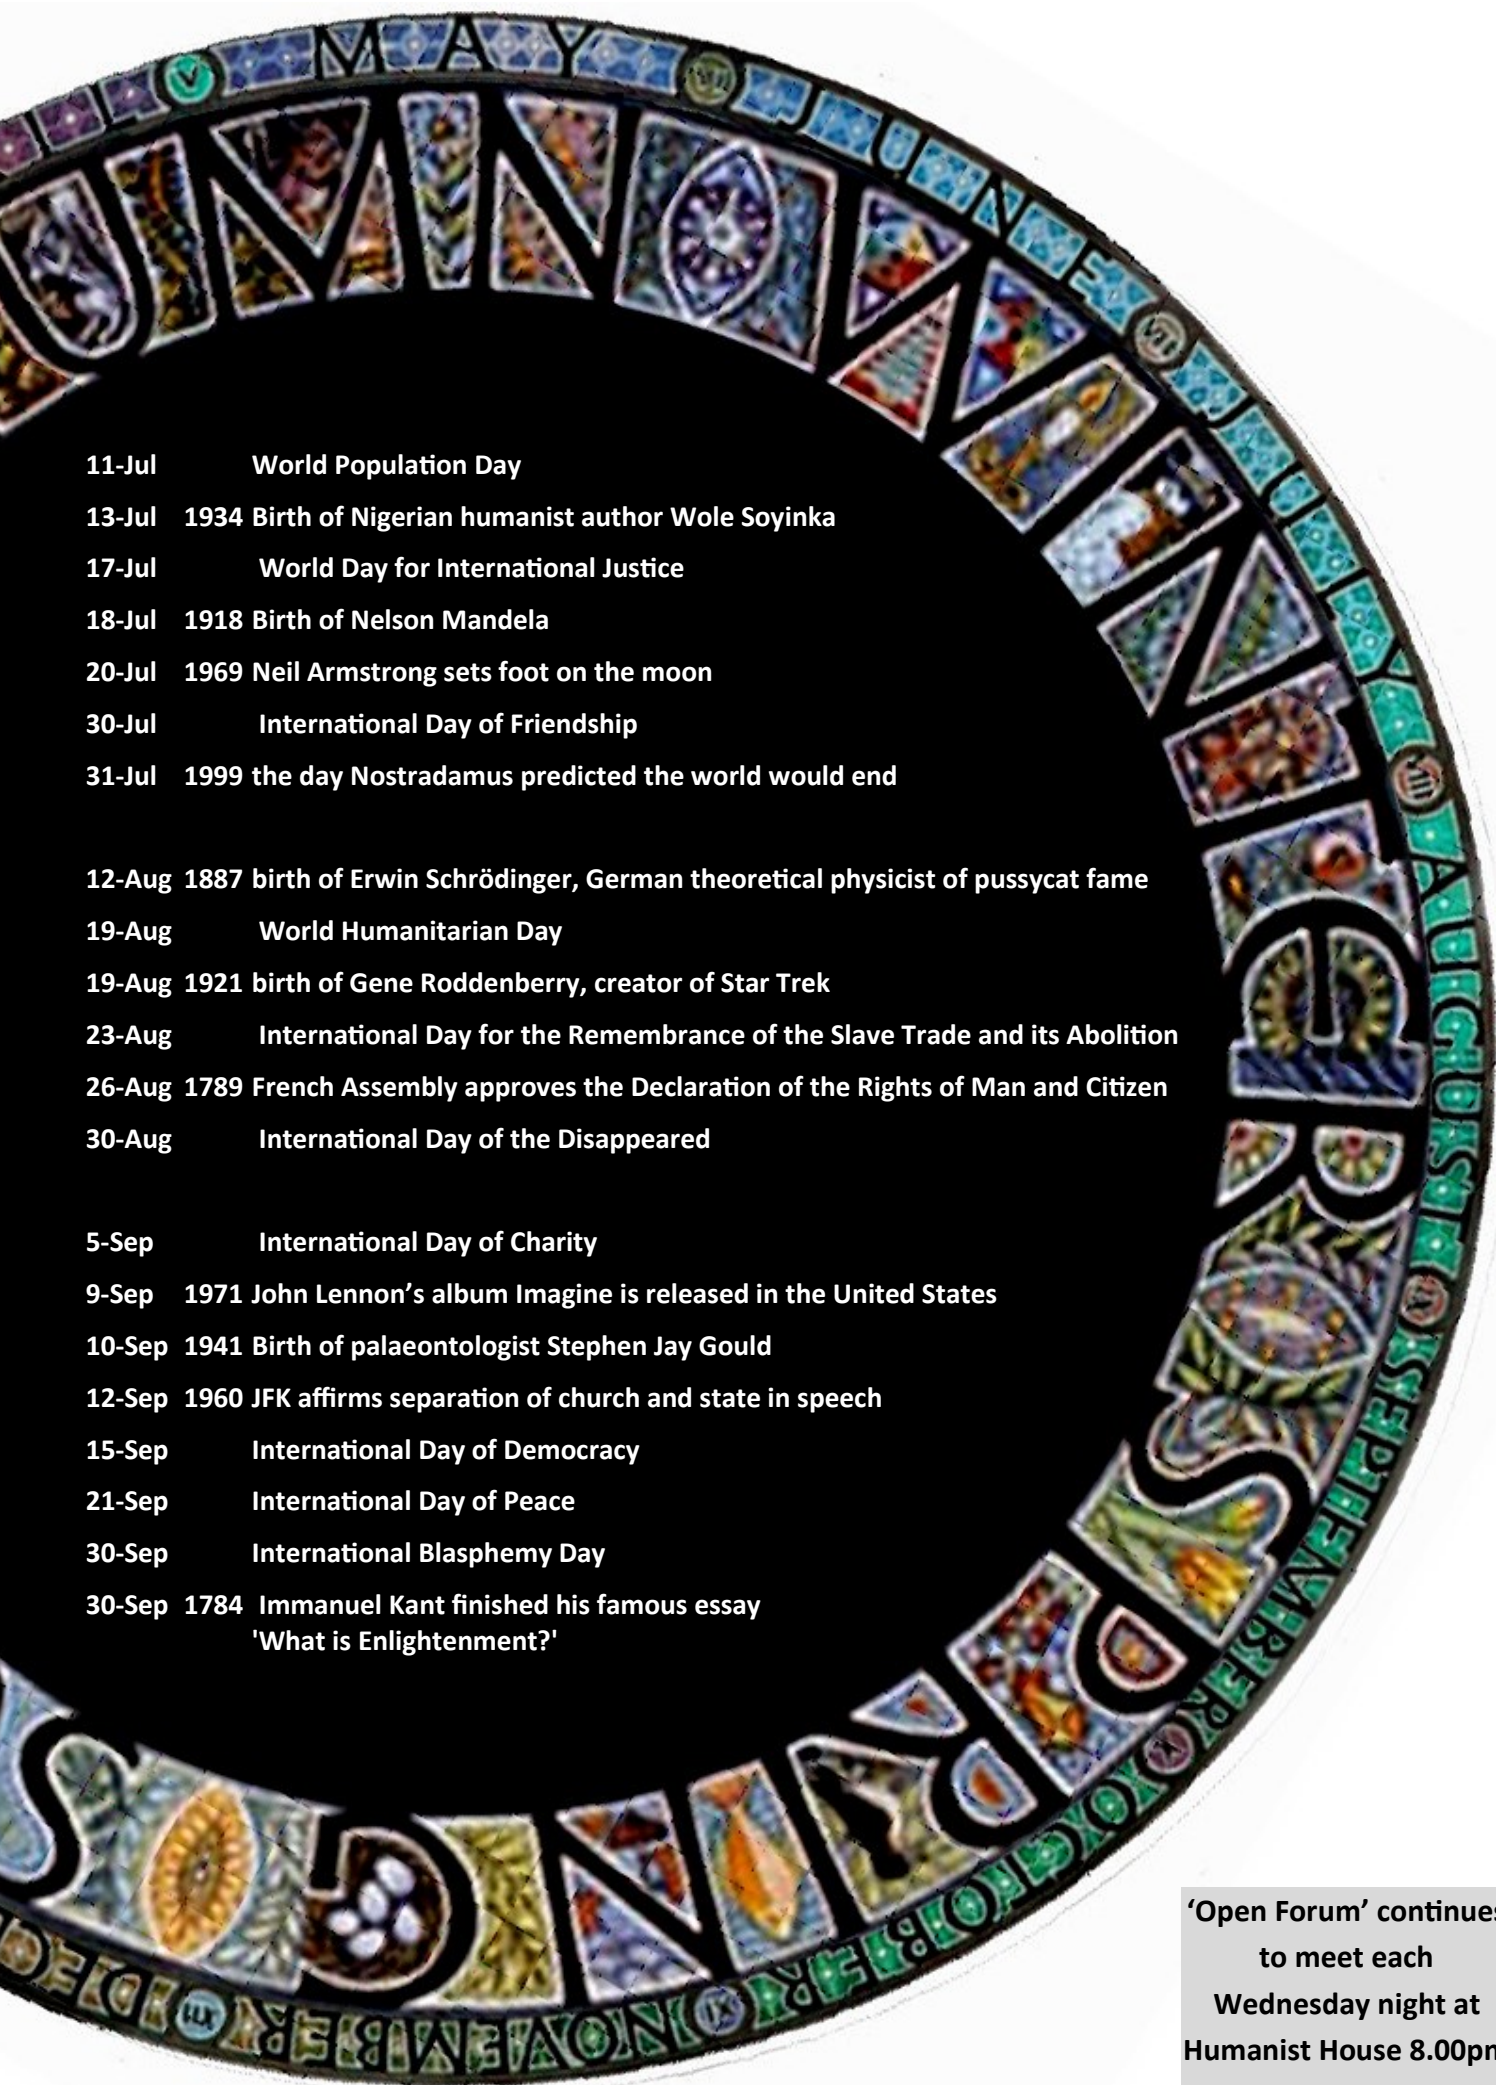 MAY
JUNE
JULY
AUGUST
SEPTEMBER
OCTOBER
NOVEMBER
WINTER
SPRING
11-Jul World Population Day
13-Jul 1934 Birth of Nigerian humanist author Wole Soyinka
17-Jul World Day for International Justice
18-Jul 1918 Birth of Nelson Mandela
20-Jul 1969 Neil Armstrong sets foot on the moon
30-Jul International Day of Friendship
31-Jul 1999 the day Nostradamus predicted the world would end
12-Aug 1887 birth of Erwin Schrödinger, German theoretical physicist of pussycat fame
19-Aug World Humanitarian Day
19-Aug 1921 birth of Gene Roddenberry, creator of Star Trek
23-Aug International Day for the Remembrance of the Slave Trade and its Abolition
26-Aug 1789 French Assembly approves the Declaration of the Rights of Man and Citizen
30-Aug International Day of the Disappeared
5-Sep International Day of Charity
9-Sep 1971 John Lennon’s album Imagine is released in the United States
10-Sep 1941 Birth of palaeontologist Stephen Jay Gould
12-Sep 1960 JFK affirms separation of church and state in speech
15-Sep International Day of Democracy
21-Sep International Day of Peace
30-Sep International Blasphemy Day
30-Sep 1784 Immanuel Kant finished his famous essay
'What is Enlightenment?'
‘Open Forum’ continues
to meet each
Wednesday night at
Humanist House 8.00pm